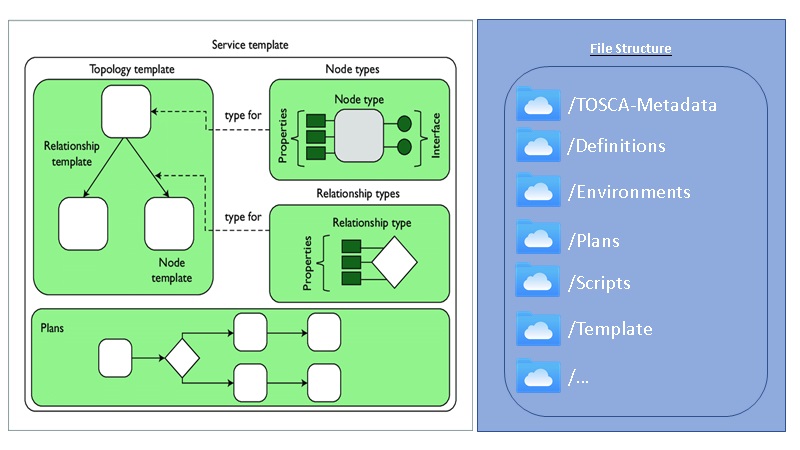 Service template
Topology template
Relationship
template
Node
template
type for
type for
Node types
Node type
Properties
Interface
Relationship types
Relationship type
Properties
Plans
File Structure
/TOSCA-Metadata
/Definitions
/Environments
/Plans
/Scripts
/Template
/...